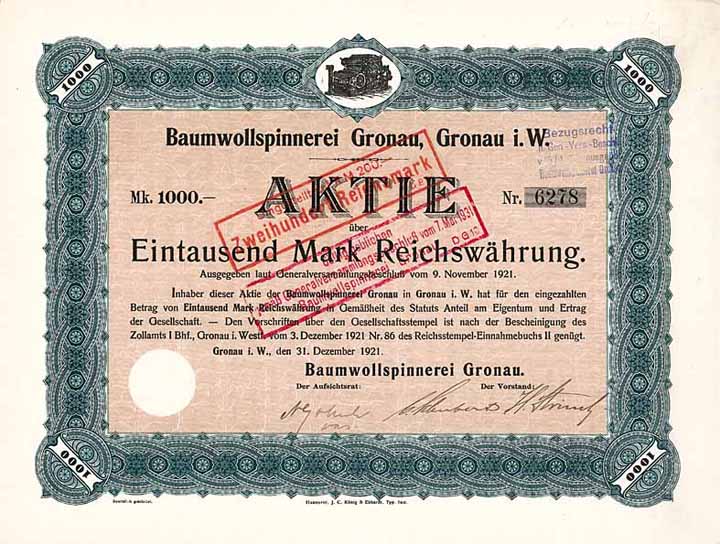 1000
1000
Baumwollspinnerei Gronau, Gronau i. W.
Bezugsrecht
Mk. 1000.— AKTIE Nr. 6278
Zweihundert Reichsmark
über
Eintausend Mark Reichswährung.
Ausgegeben laut Generalversammlungsbeschluß vom 9. November 1921.
Inhaber dieser Aktie der Baumwollspinnerei Gronau in Gronau i. W. hat für den eingezahlten
Betrag von Eintausend Mark Reichswährung in Gemäßheit des Statuts Anteil am Eigentum und Ertrag
der Gesellschaft. — Den Vorschriften über den Gesellschaftsstempel ist nach der Bescheinigung des
Zollamts I Bhf., Gronau i. Westf. vom 3. Dezember 1921 Nr. 86 des Reichsstempel-Einnahmebuchs II genügt.
Gronau i. W., den 31. Dezember 1921.
Baumwollspinnerei Gronau.
Der Aufsichtsrat: Der Vorstand:
1000
1000
Hannover, J. C. König & Ebhardt.